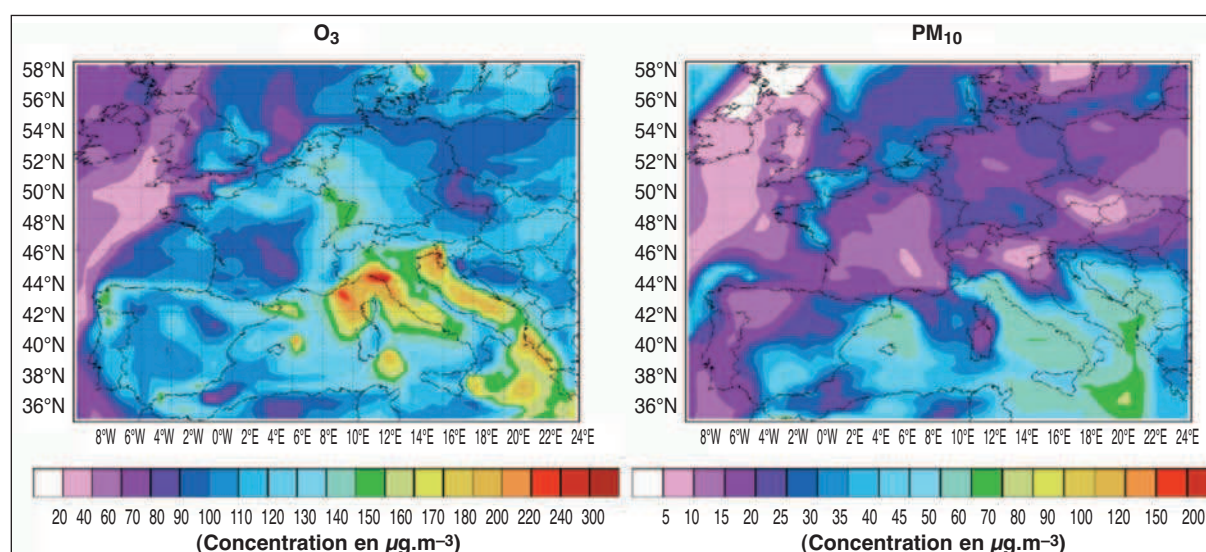 O₃
58°N
56°N
54°N
52°N
50°N
48°N
46°N
44°N
42°N
40°N
38°N
36°N
8°W 6°W 4°W 2°W 0°W 2°E 4°E 6°E 8°E 10°E 12°E 14°E 16°E 18°E 20°E 22°E 24°E
20 40 60 70 80 90 100 110 120 130 140 150 160 170 180 200 220 240 300
(Concentration en µg.m⁻³)
PM₁₀
58°N
56°N
54°N
52°N
50°N
48°N
46°N
44°N
42°N
40°N
38°N
36°N
8°W 6°W 4°W 2°W 0°W 2°E 4°E 6°E 8°E 10°E 12°E 14°E 16°E 18°E 20°E 22°E 24°E
5 10 15 20 25 30 35 40 45 50 60 70 80 90 100 120 150 200
(Concentration en µg.m⁻³)